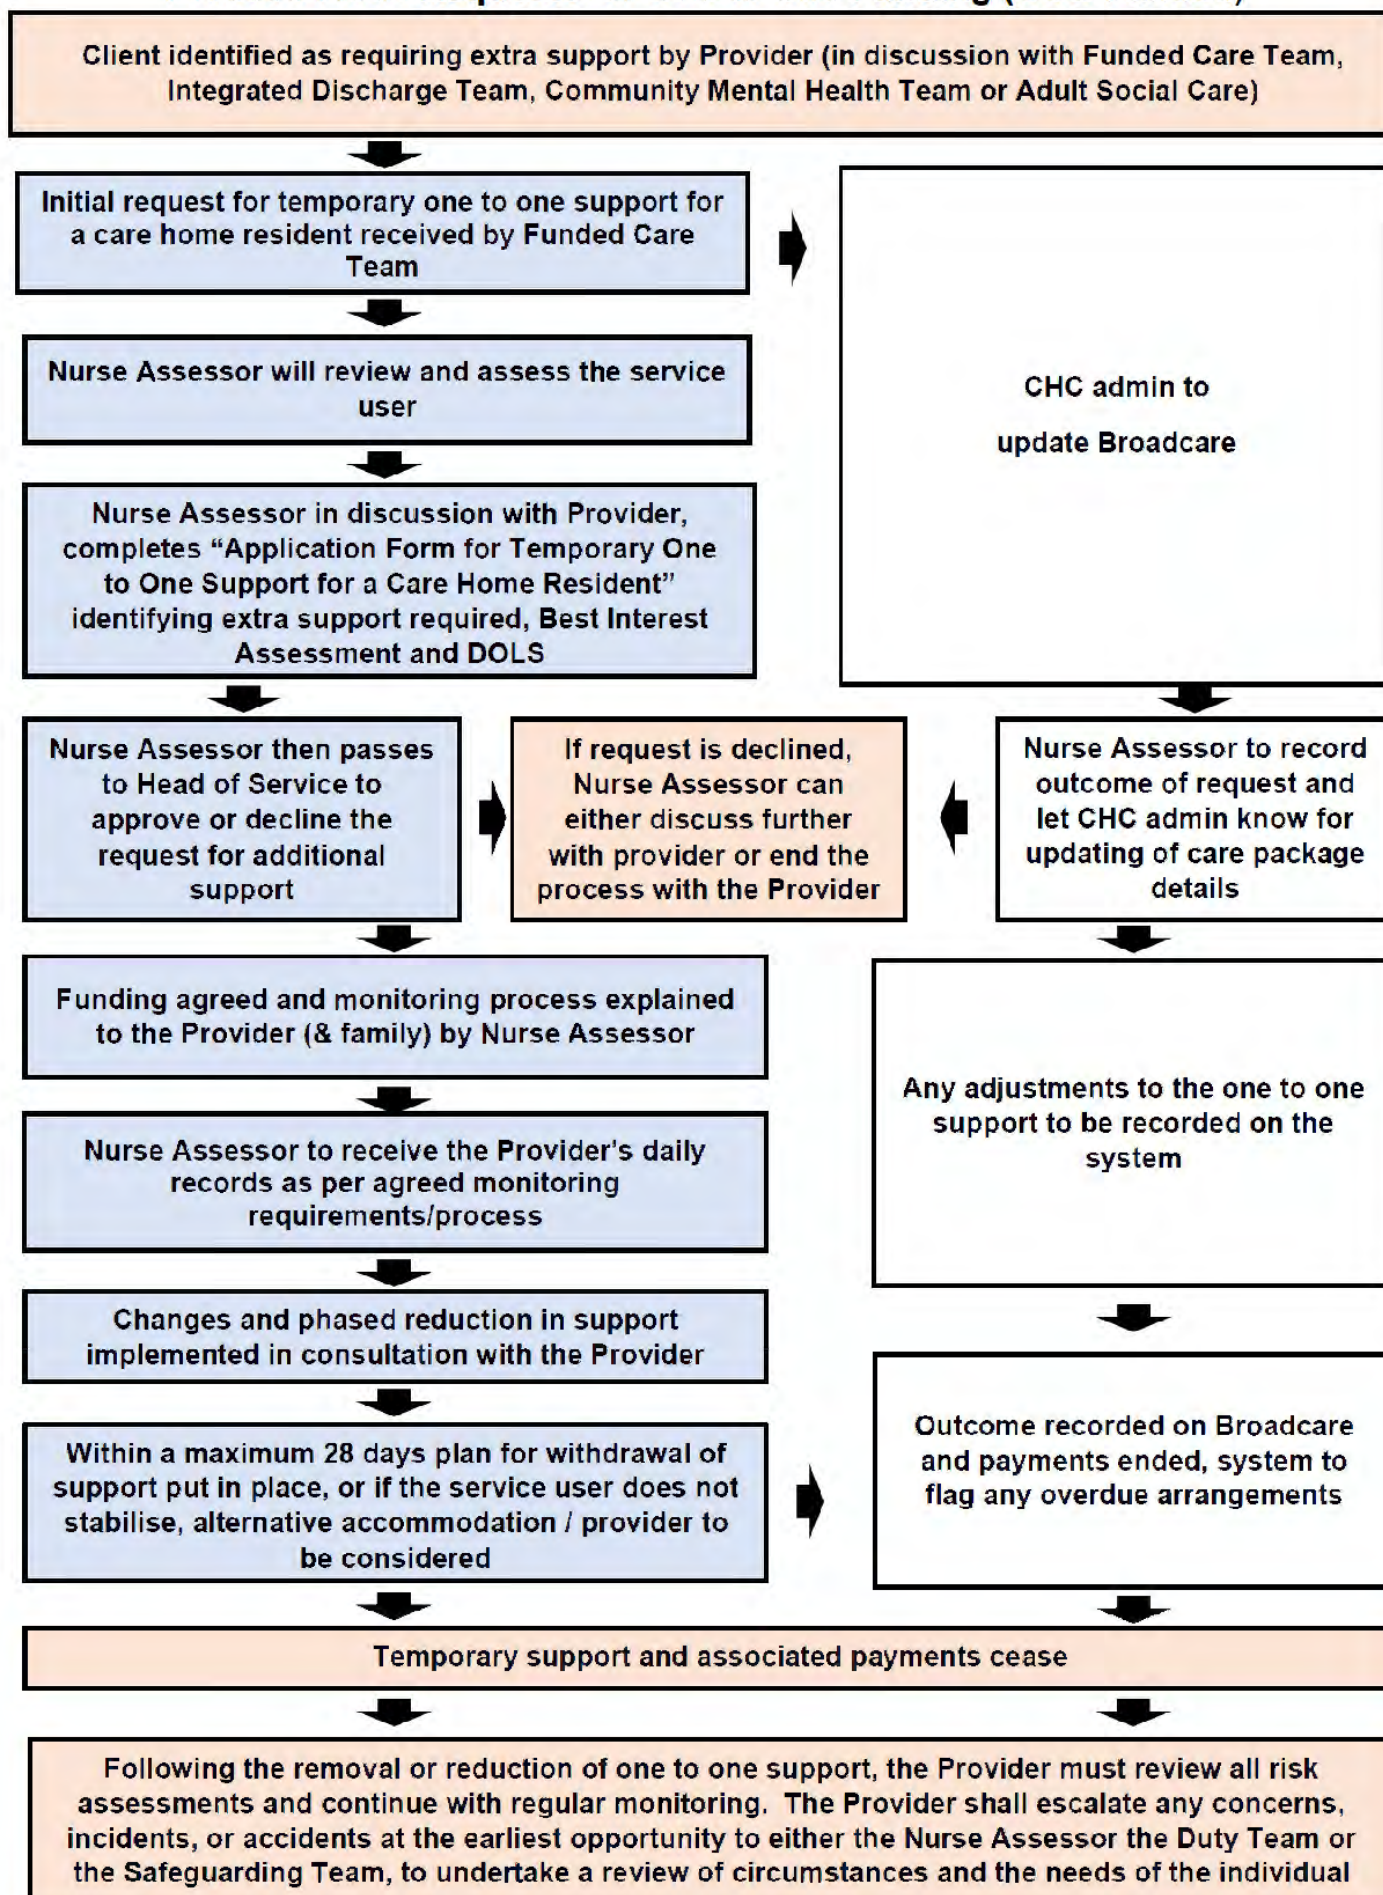 Client identified as requiring extra support by Provider (in discussion with Funded Care Team,
Integrated Discharge Team, Community Mental Health Team or Adult Social Care)
Initial request for temporary one to one support for
a care home resident received by Funded Care
Team
CHC admin to
update Broadcare
Nurse Assessor will review and assess the service
user
Nurse Assessor in discussion with Provider,
completes “Application Form for Temporary One
to One Support for a Care Home Resident”
identifying extra support required, Best Interest
Assessment and DOLS
Nurse Assessor then passes
to Head of Service to
approve or decline the
request for additional
support
If request is declined,
Nurse Assessor can
either discuss further
with provider or end the
process with the Provider
Nurse Assessor to record
outcome of request and
let CHC admin know for
updating of care package
details
Funding agreed and monitoring process explained
to the Provider (& family) by Nurse Assessor
Nurse Assessor to receive the Provider's daily
records as per agreed monitoring
requirements/process
Any adjustments to the one to one
support to be recorded on the
system
Changes and phased reduction in support
implemented in consultation with the Provider
Within a maximum 28 days plan for withdrawal of
support put in place, or if the service user does not
stabilise, alternative accommodation / provider to
be considered
Outcome recorded on Broadcare
and payments ended, system to
flag any overdue arrangements
Temporary support and associated payments cease
Following the removal or reduction of one to one support, the Provider must review all risk
assessments and continue with regular monitoring.  The Provider shall escalate any concerns,
incidents, or accidents at the earliest opportunity to either the Nurse Assessor the Duty Team or
the Safeguarding Team, to undertake a review of circumstances and the needs of the individual